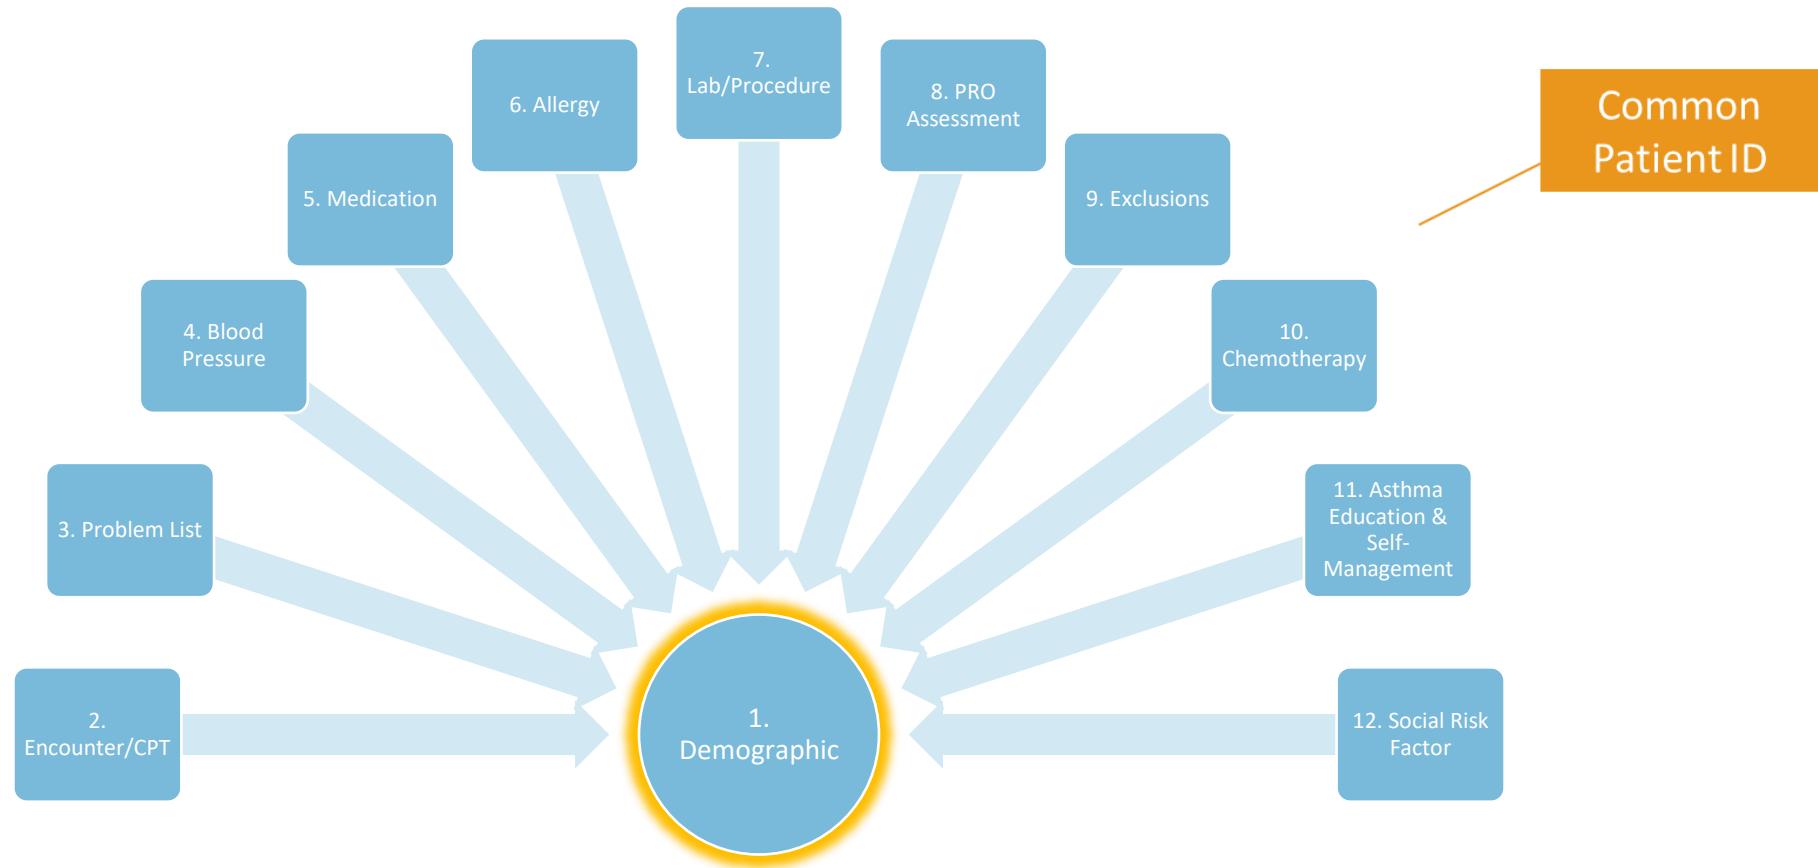 7.
Lab/Procedure
6. Allergy
8. PRO
Assessment
Common
Patient ID
5. Medication
9. Exclusions
4. Blood
Pressure
10.
Chemotherapy
3. Problem List
11. Asthma
Education &
Self-
Management
2.
Encounter/CPT
1.
Demographic
12. Social Risk
Factor